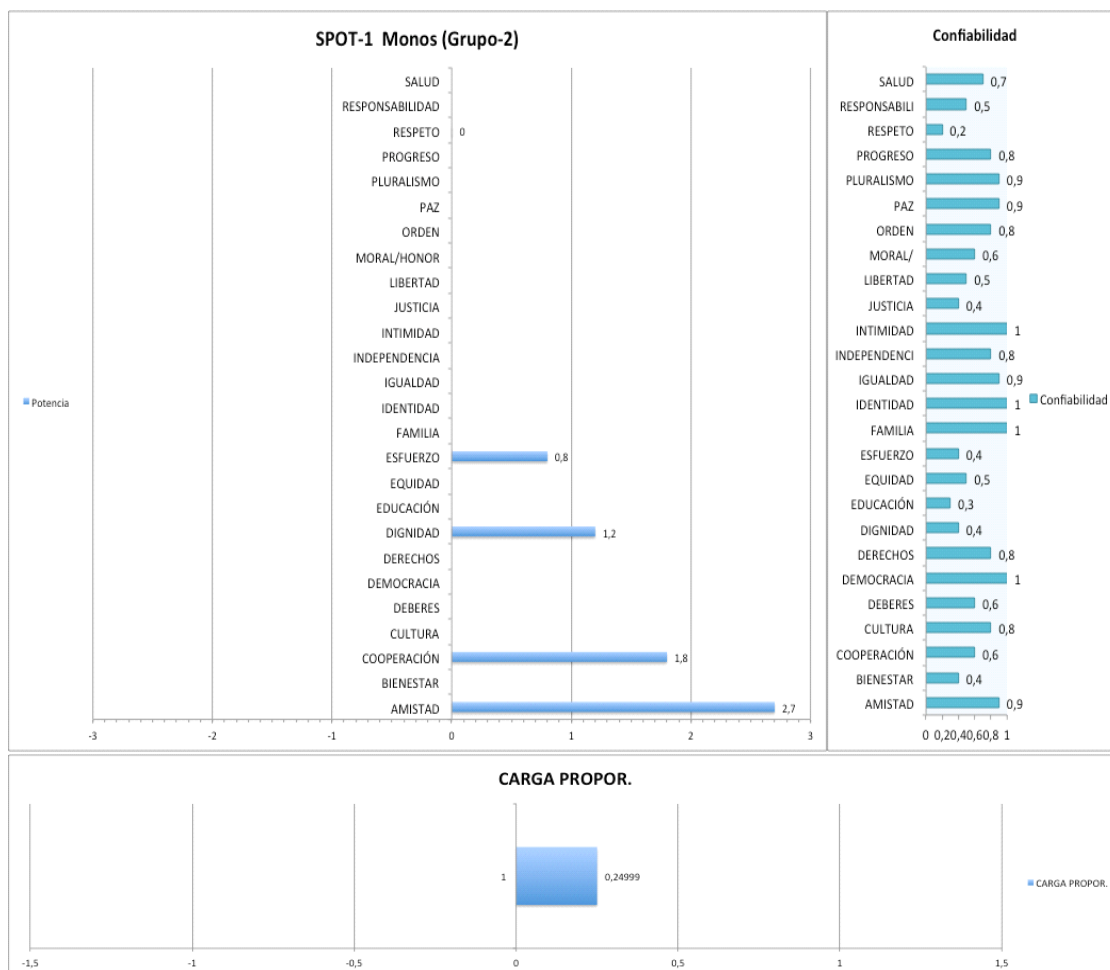 SPOT-1 Monos (Grupo-2)
SALUD
RESPONSABILIDAD
RESPETO 0
PROGRESO
PLURALISMO
PAZ
ORDEN
MORAL/HONOR
LIBERTAD
JUSTICIA
INTIMIDAD
INDEPENDENCIA
IGUALDAD
IDENTIDAD
FAMILIA
ESFUERZO 0,8
EQUIDAD
EDUCACIÓN
DIGNIDAD 1,2
DERECHOS
DEMOCRACIA
DEBERES
CULTURA
COOPERACIÓN 1,8
BIENESTAR
AMISTAD 2,7
-3 -2 -1 0 1 2 3
Potencia
Confiabilidad
SALUD 0,7
RESPONSABILI 0,5
RESPETO 0,2
PROGRESO 0,8
PLURALISMO 0,9
PAZ 0,9
ORDEN 0,8
MORAL/ 0,6
LIBERTAD 0,5
JUSTICIA 0,4
INTIMIDAD 1
INDEPENDENCI 0,8
IGUALDAD 0,9
IDENTIDAD 1
FAMILIA 1
ESFUERZO 0,4
EQUIDAD 0,5
EDUCACIÓN 0,3
DIGNIDAD 0,4
DERECHOS 0,8
DEMOCRACIA 1
DEBERES 0,6
CULTURA 0,8
COOPERACIÓN 0,6
BIENESTAR 0,4
AMISTAD 0,9
0 0,20,40,60,8 1
Confiabilidad
CARGA PROPOR.
1 0,24999
-1,5 -1 -0,5 0 0,5 1 1,5
CARGA PROPOR.